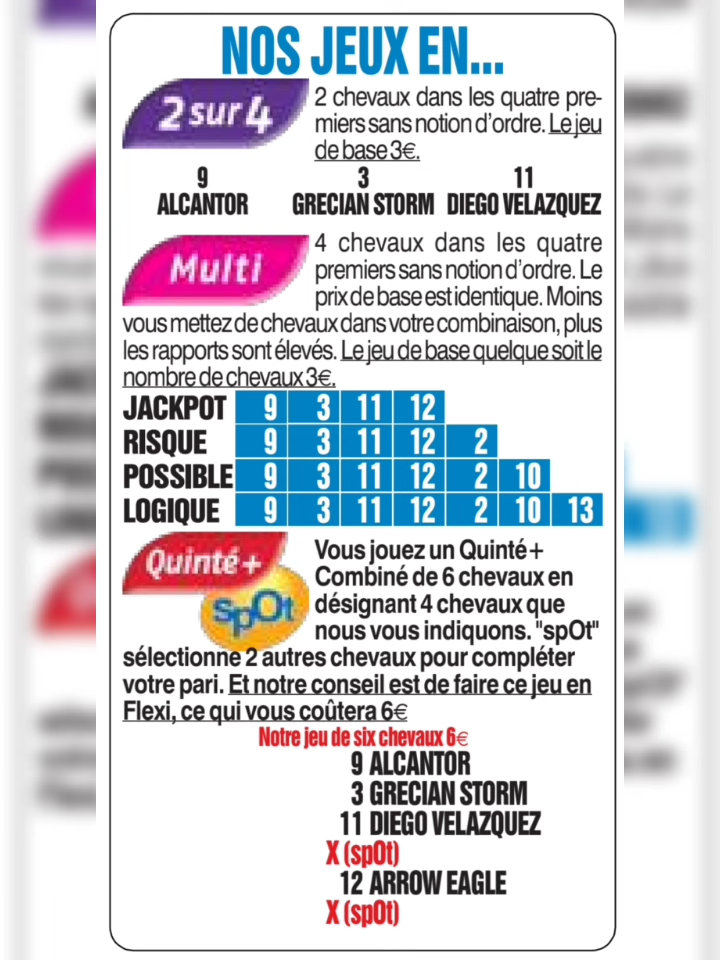 NOS JEUX EN...
2 sur 4
2 chevaux dans les quatre pre-
miers sans notion d'ordre. Le jeu
de base 3€.
9 3 11
ALCANTOR GRECIAN STORM DIEGO VELAZQUEZ
Multi
4 chevaux dans les quatre
premiers sans notion d'ordre. Le
prix de base est identique. Moins
vous mettez de chevaux dans votre combinaison, plus
les rapports sont élevés. Le jeu de base quelque soit le
nombre de chevaux 3€.
JACKPOT 9 3 11 12
RISQUE 9 3 11 12 2
POSSIBLE 9 3 11 12 2 10
LOGIQUE 9 3 11 12 2 10 13
Quinté+
spOt
Vous jouez un Quinté+
Combiné de 6 chevaux en
désignant 4 chevaux que
nous vous indiquons. "spOt"
sélectionne 2 autres chevaux pour compléter
votre pari. Et notre conseil est de faire ce jeu en
Flexi, ce qui vous coûtera 6€
Notre jeu de six chevaux 6€
9 ALCANTOR
3 GRECIAN STORM
11 DIEGO VELAZQUEZ
X (spOt)
12 ARROW EAGLE
X (spOt)